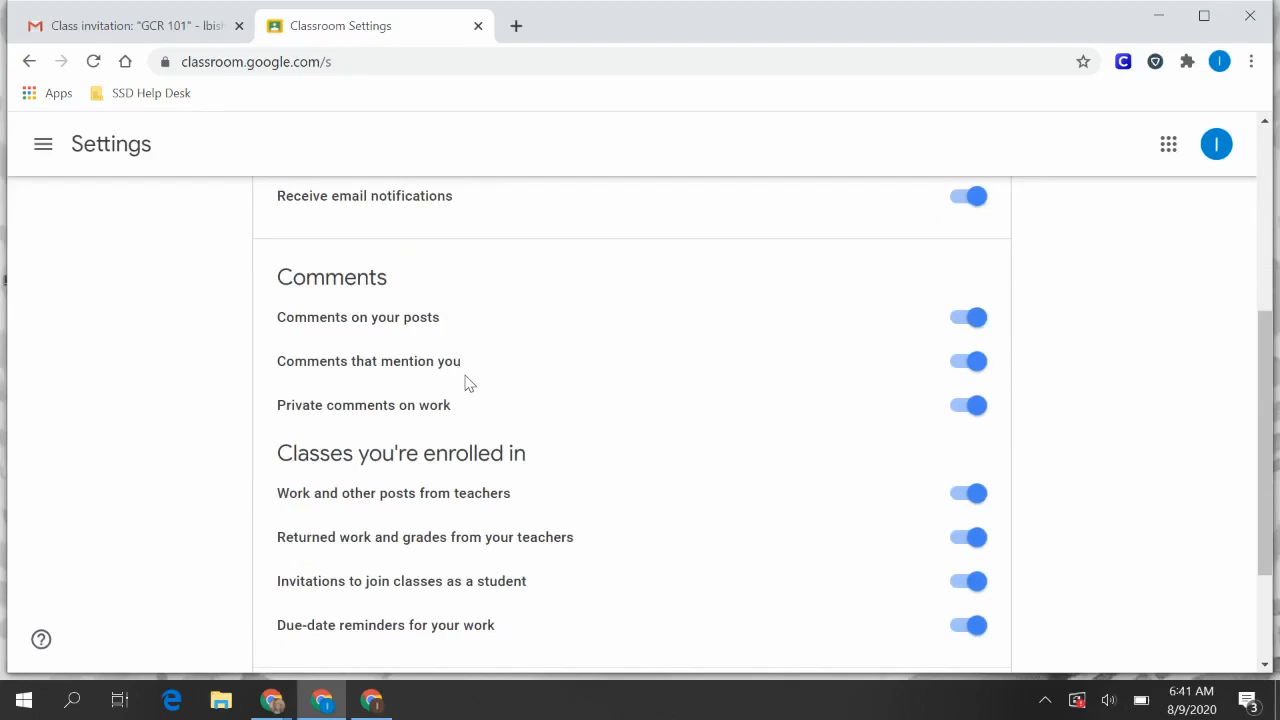 Class invitation: "GCR 101" - lbis
Classroom Settings
classroom.google.com/s
Apps
SSD Help Desk
Settings
I
Receive email notifications
Comments
Comments on your posts
Comments that mention you
Private comments on work
Classes you're enrolled in
Work and other posts from teachers
Returned work and grades from your teachers
Invitations to join classes as a student
Due-date reminders for your work
6:41 AM
8/9/2020
3